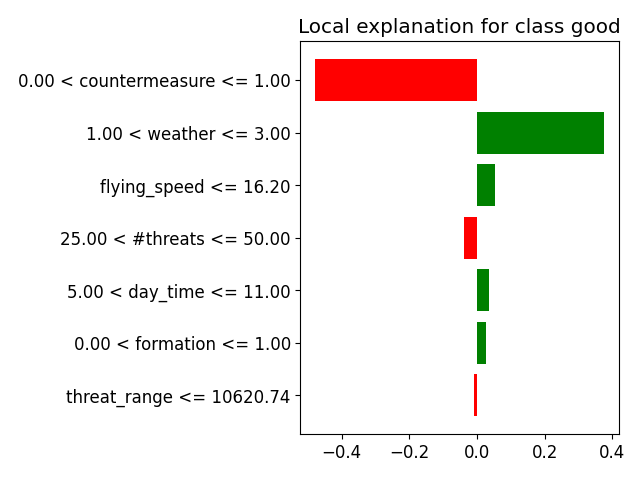 Local explanation for class good
0.00 < countermeasure <= 1.00
1.00 < weather <= 3.00
flying_speed <= 16.20
25.00 < #threats <= 50.00
5.00 < day_time <= 11.00
0.00 < formation <= 1.00
threat_range <= 10620.74
−0.4 −0.2 0.0 0.2 0.4